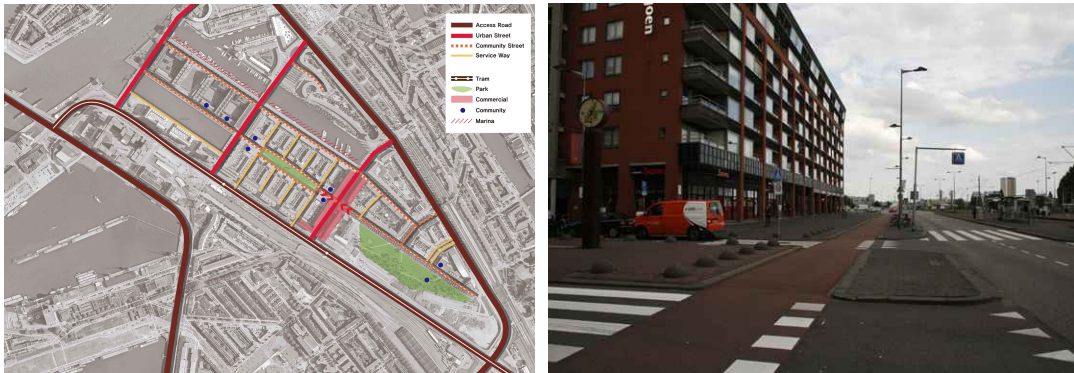 Access Road
Urban Street
Community Street
Service Way
Tram
Park
Commercial
Community
Marina
oen